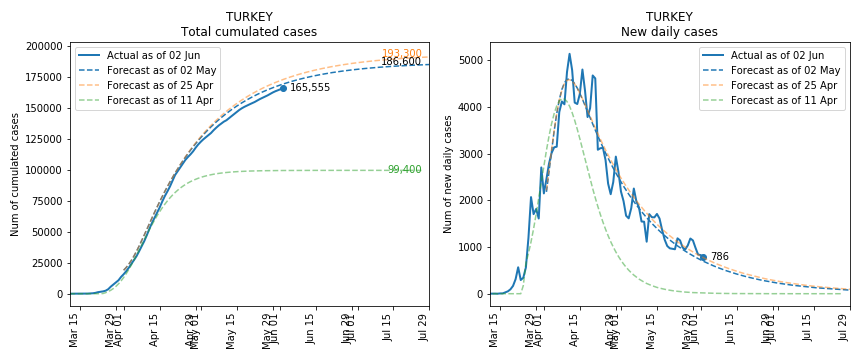 TURKEY
Total cumulated cases
Num of cumulated cases
200000
175000
150000
125000
100000
75000
50000
25000
0
Actual as of 02 Jun
Forecast as of 02 May
Forecast as of 25 Apr
Forecast as of 11 Apr
193,300
186,600
165,555
99,400
Mar 15
Mar 29
Apr 01
Apr 15
Apr 29
May 01
May 15
May 29
Jun 01
Jun 15
Jun 29
Jul 01
Jul 15
Jul 29
TURKEY
New daily cases
Num of new daily cases
5000
4000
3000
2000
1000
0
Actual as of 02 Jun
Forecast as of 02 May
Forecast as of 25 Apr
Forecast as of 11 Apr
786
Mar 15
Mar 29
Apr 01
Apr 15
Apr 29
May 01
May 15
May 29
Jun 01
Jun 15
Jun 29
Jul 01
Jul 15
Jul 29